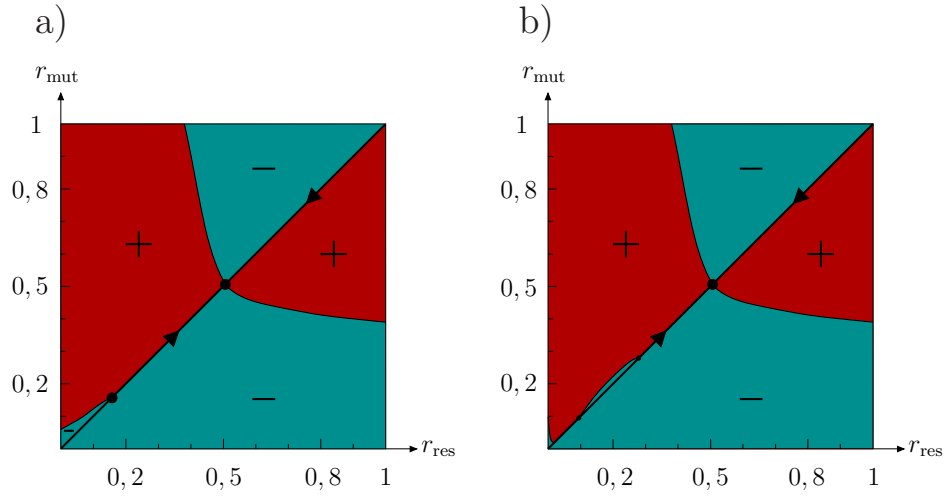 a)
r_mut
1
0, 8
0, 5
0, 2
+
−
+
−
−
0, 2 0, 5 0, 8 1
r_res
b)
r_mut
1
0, 8
0, 5
0, 2
+
−
+
−
0, 2 0, 5 0, 8 1
r_res